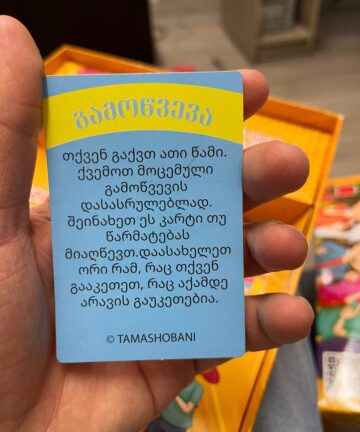 გამოწვევა
თქვენ გაქვთ ათი წამი.
ქვემოთ მოცემული
გამოწვევის
დასასრულებლად.
შეინახეთ ეს კარტი თუ
წარმატებას
მიაღწევთ.დაასახელეთ
ორი რამ, რაც თქვენ
გააკეთეთ, რაც აქამდე
არავის გაუკეთებია.
© TAMASHOBANI